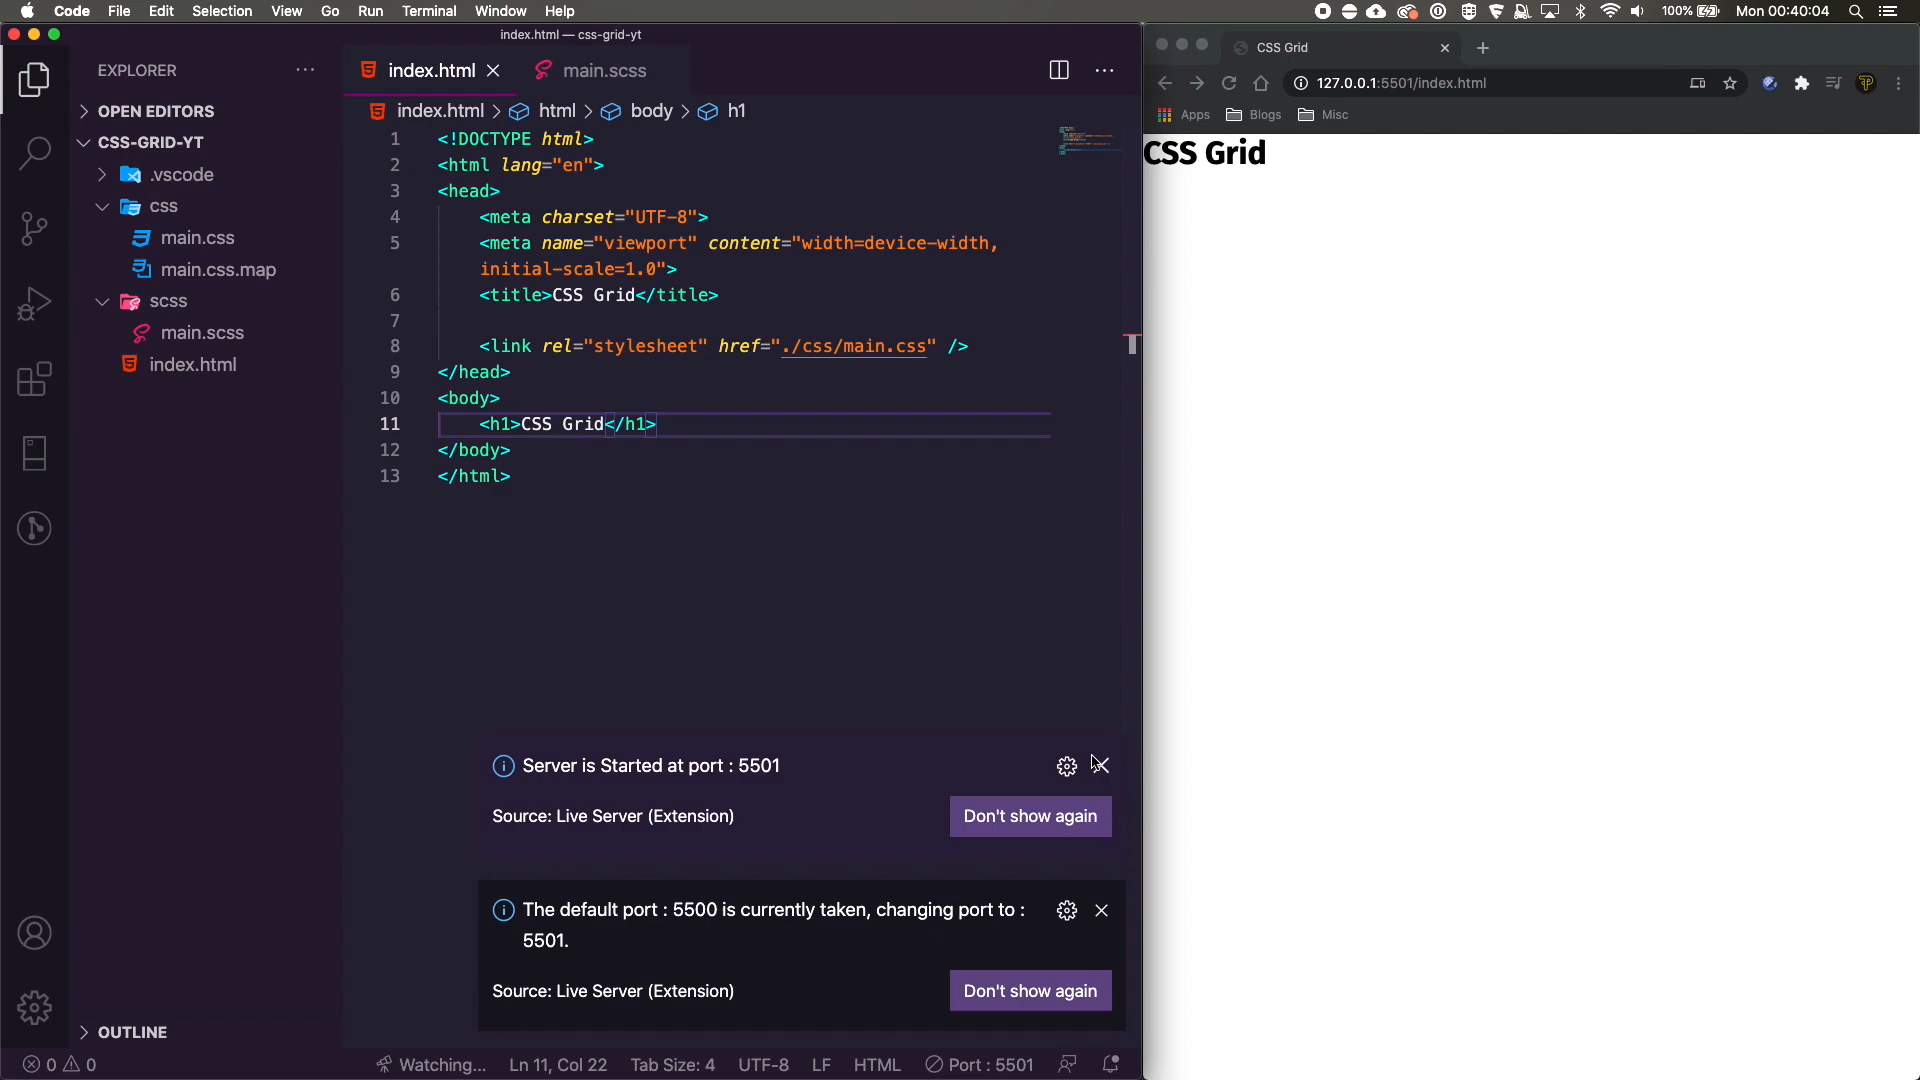 Code File Edit Selection View Go Run Terminal Window Help
100% Mon 00:40:04
index.html — css-grid-yt
EXPLORER
OPEN EDITORS
CSS-GRID-YT
.vscode
css
main.css
main.css.map
scss
main.scss
index.html
OUTLINE
index.html main.scss
index.html > html > body > h1
1 <!DOCTYPE html>
2 <html lang="en">
3 <head>
4 <meta charset="UTF-8">
5 <meta name="viewport" content="width=device-width,
initial-scale=1.0">
6 <title>CSS Grid</title>
7
8 <link rel="stylesheet" href="./css/main.css" />
9 </head>
10 <body>
11 <h1>CSS Grid</h1>
12 </body>
13 </html>
Server is Started at port : 5501
Source: Live Server (Extension) Don't show again
The default port : 5500 is currently taken, changing port to :
5501.
Source: Live Server (Extension) Don't show again
0 0 Watching... Ln 11, Col 22 Tab Size: 4 UTF-8 LF HTML Port : 5501
CSS Grid
127.0.0.1:5501/index.html
Apps Blogs Misc
CSS Grid